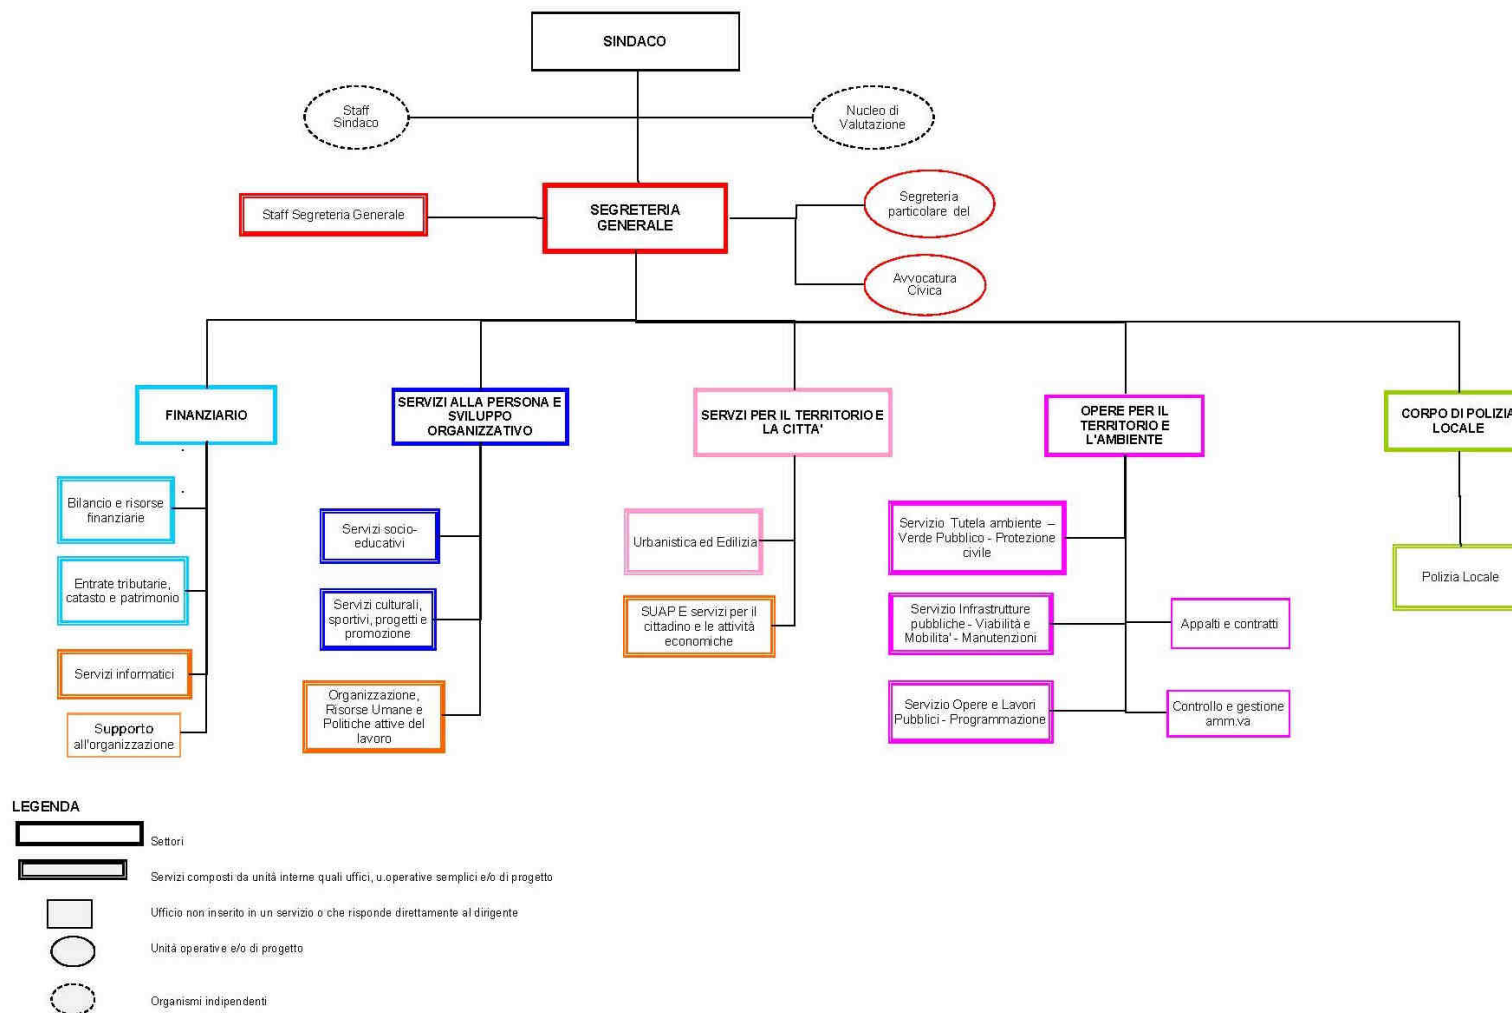 SINDACO
Staff
Sindaco
Nucleo di
Valutazione
Staff Segreteria Generale
SEGRETERIA
GENERALE
Segreteria
particolare del
Avvocatura
Civica
FINANZIARIO
SERVIZI ALLA PERSONA E
SVILUPPO
ORGANIZZATIVO
SERVZI PER IL TERRITORIO E
LA CITTA'
OPERE PER IL
TERRITORIO E
L'AMBIENTE
CORPO DI POLIZIA
LOCALE
Bilancio e risorse
finanziarie
Entrate tributarie,
catasto e patrimonio
Servizi informatici
Supporto
all'organizzazione
Servizi socio-
educativi
Servizi culturali,
sportivi, progetti e
promozione
Organizzazione,
Risorse Umane e
Politiche attive del
lavoro
Urbanistica ed Edilizia
SUAP E servizi per il
cittadino e le attività
economiche
Servizio Tutela ambiente –
Verde Pubblico - Protezione
civile
Servizio Infrastrutture
pubbliche - Viabilità e
Mobilita' - Manutenzioni
Servizio Opere e Lavori
Pubblici - Programmazione
Appalti e contratti
Controllo e gestione
amm.va
Polizia Locale
LEGENDA
Settori
Servizi composti da unità interne quali uffici, u.operative semplici e/o di progetto
Ufficio non inserito in un servizio o che risponde direttamente al dirigente
Unità operative e/o di progetto
Organismi indipendenti